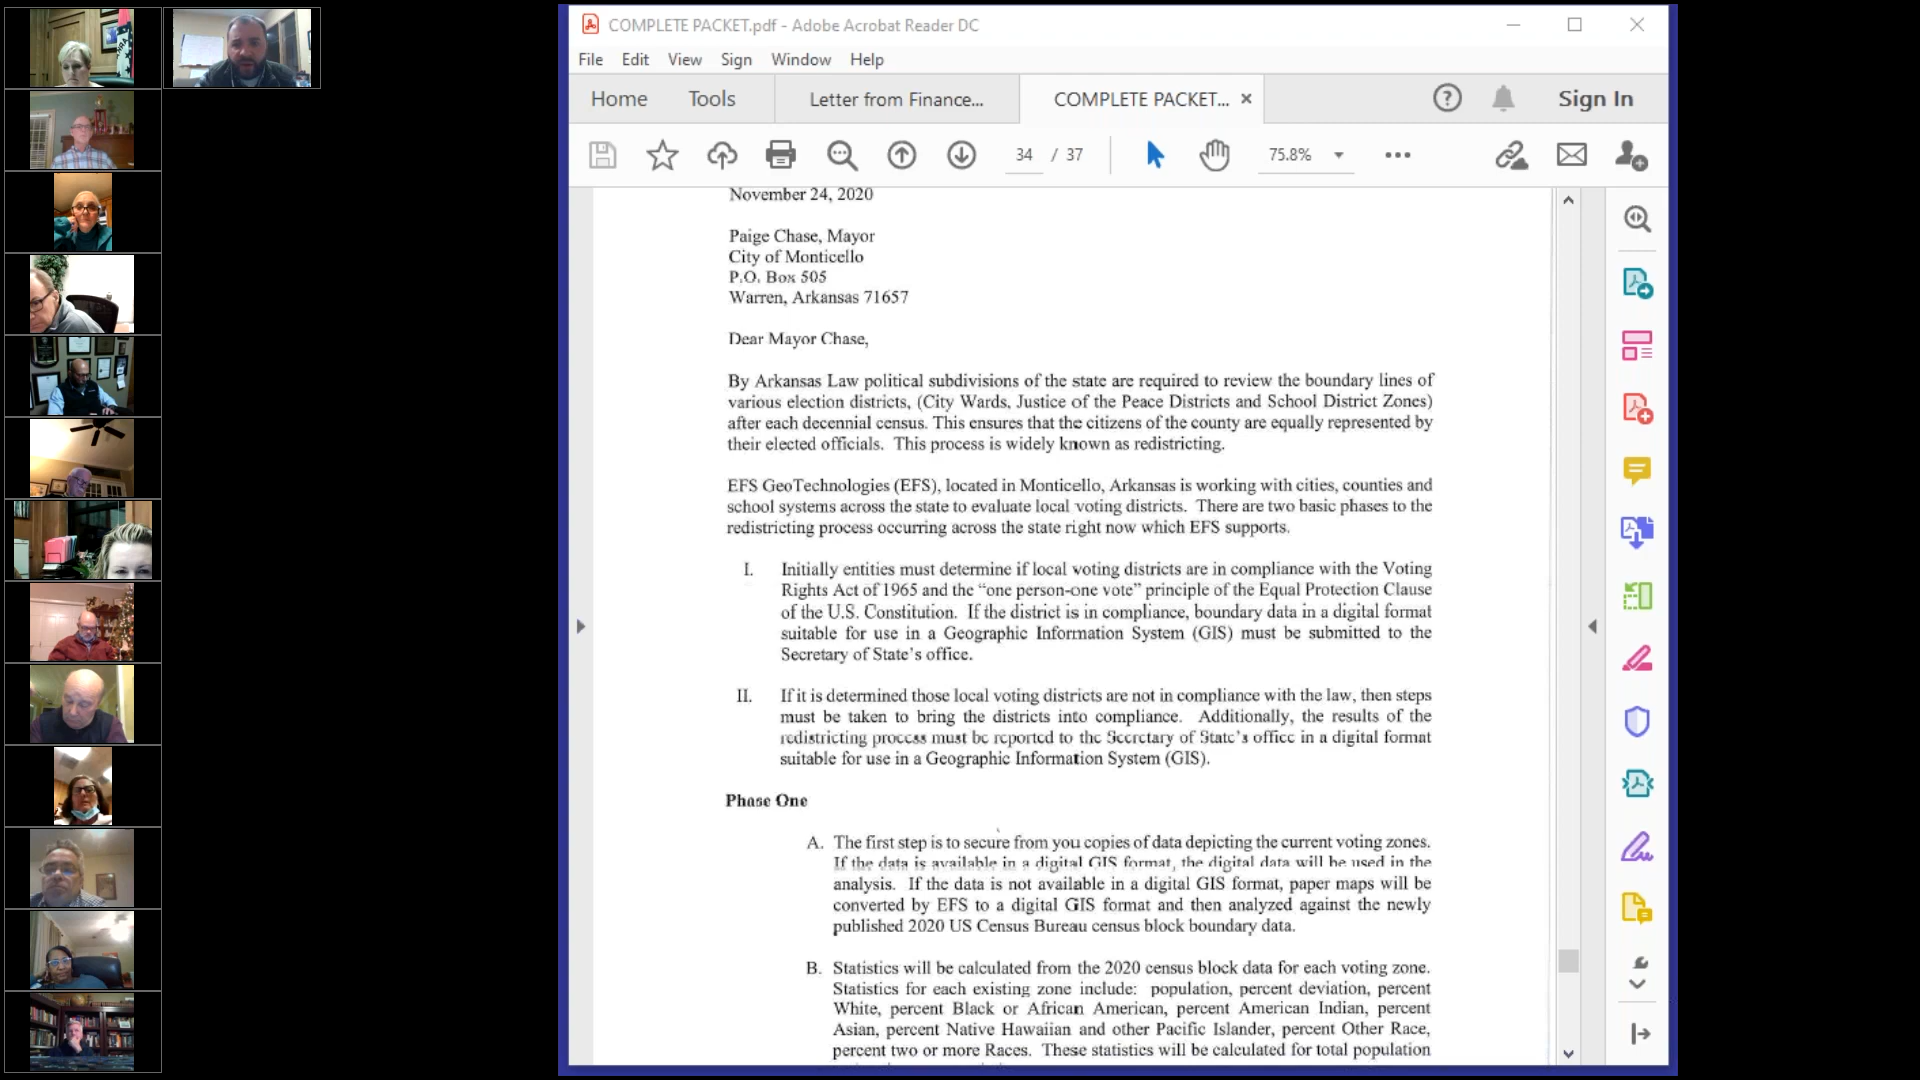 COMPLETE PACKET.pdf - Adobe Acrobat Reader DC
File Edit View Sign Window Help
Home Tools Letter from Finance... COMPLETE PACKET... Sign In
34 / 37 75.8%
November 24, 2020
Paige Chase, Mayor
City of Monticello
P.O. Box 505
Warren, Arkansas 71657
Dear Mayor Chase,
By Arkansas Law political subdivisions of the state are required to review the boundary lines of
various election districts, (City Wards, Justice of the Peace Districts and School District Zones)
after each decennial census. This ensures that the citizens of the county are equally represented by
their elected officials. This process is widely known as redistricting.
EFS GeoTechnologies (EFS), located in Monticello, Arkansas is working with cities, counties and
school systems across the state to evaluate local voting districts. There are two basic phases to the
redistricting process occurring across the state right now which EFS supports.
I. Initially entities must determine if local voting districts are in compliance with the Voting
Rights Act of 1965 and the “one person-one vote” principle of the Equal Protection Clause
of the U.S. Constitution. If the district is in compliance, boundary data in a digital format
suitable for use in a Geographic Information System (GIS) must be submitted to the
Secretary of State’s office.
II. If it is determined those local voting districts are not in compliance with the law, then steps
must be taken to bring the districts into compliance. Additionally, the results of the
redistricting process must be reported to the Secretary of State’s office in a digital format
suitable for use in a Geographic Information System (GIS).
Phase One
A. The first step is to secure from you copies of data depicting the current voting zones.
If the data is available in a digital GIS format, the digital data will be used in the
analysis. If the data is not available in a digital GIS format, paper maps will be
converted by EFS to a digital GIS format and then analyzed against the newly
published 2020 US Census Bureau census block boundary data.
B. Statistics will be calculated from the 2020 census block data for each voting zone.
Statistics for each existing zone include: population, percent deviation, percent
White, percent Black or African American, percent American Indian, percent
Asian, percent Native Hawaiian and other Pacific Islander, percent Other Race,
percent two or more Races. These statistics will be calculated for total population